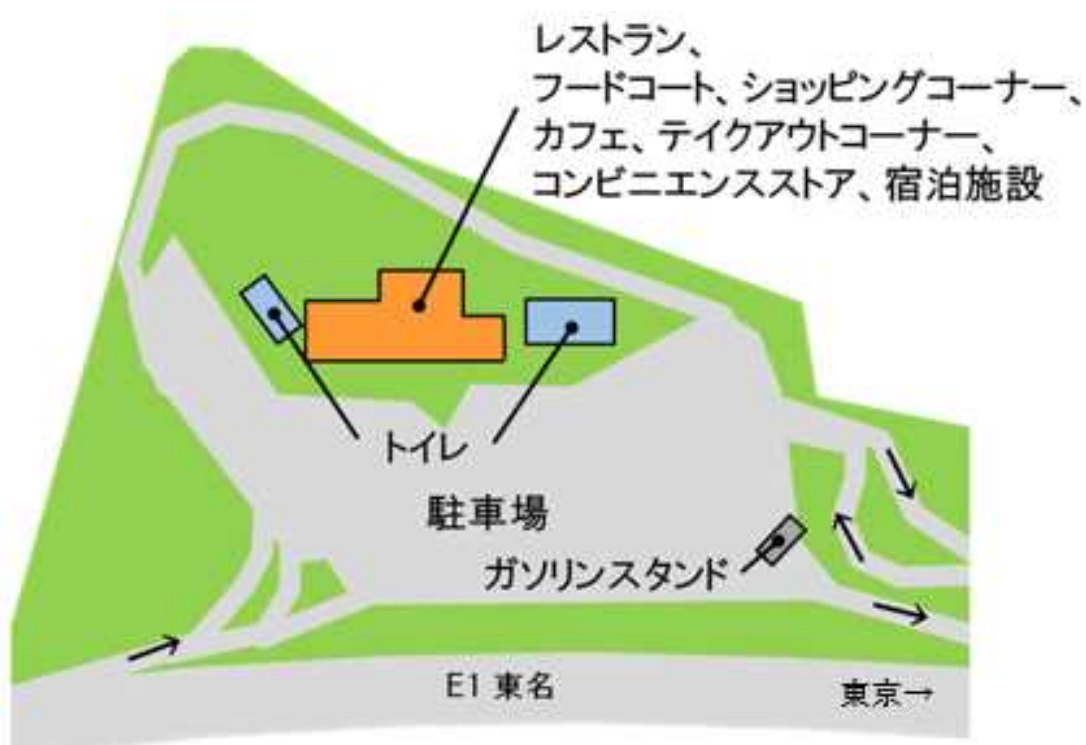 レストラン、
フードコート、ショッピングコーナー、
カフェ、テイクアウトコーナー、
コンビニエンスストア、宿泊施設
トイレ
駐車場
ガソリンスタンド
E1 東名
東京→